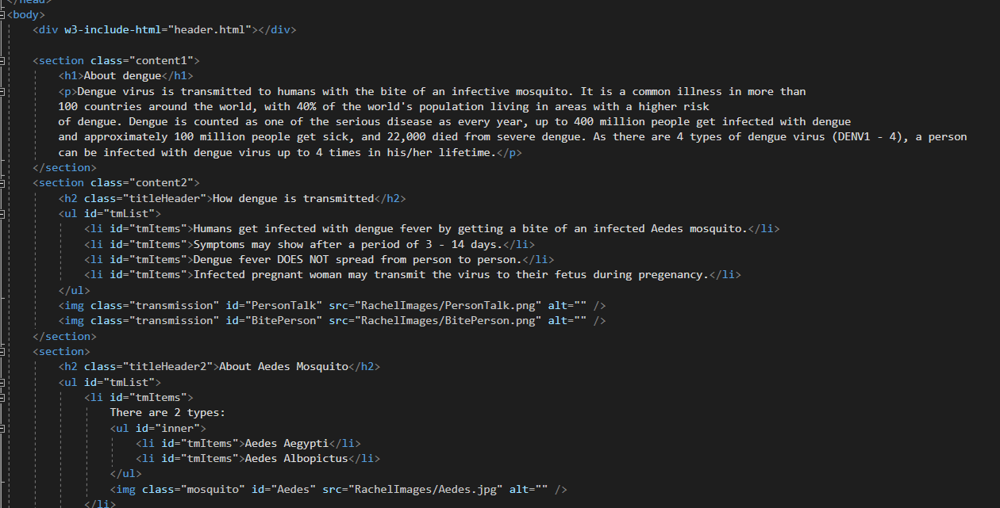 </head>
<body>
<div w3-include-html="header.html"></div>
<section class="content1">
<h1>About dengue</h1>
<p>Dengue virus is transmitted to humans with the bite of an infective mosquito. It is a common illness in more than
100 countries around the world, with 40% of the world's population living in areas with a higher risk
of dengue. Dengue is counted as one of the serious disease as every year, up to 400 million people get infected with dengue
and approximately 100 million people get sick, and 22,000 died from severe dengue. As there are 4 types of dengue virus (DENV1 - 4), a person
can be infected with dengue virus up to 4 times in his/her lifetime.</p>
</section>
<section class="content2">
<h2 class="titleHeader">How dengue is transmitted</h2>
<ul id="tmList">
<li id="tmItems">Humans get infected with dengue fever by getting a bite of an infected Aedes mosquito.</li>
<li id="tmItems">Symptoms may show after a period of 3 - 14 days.</li>
<li id="tmItems">Dengue fever DOES NOT spread from person to person.</li>
<li id="tmItems">Infected pregnant woman may transmit the virus to their fetus during pregenancy.</li>
</ul>
<img class="transmission" id="PersonTalk" src="RachelImages/PersonTalk.png" alt="" />
<img class="transmission" id="BitePerson" src="RachelImages/BitePerson.png" alt="" />
</section>
<section>
<h2 class="titleHeader2">About Aedes Mosquito</h2>
<ul id="tmList">
<li id="tmItems">
There are 2 types:
<ul id="inner">
<li id="tmItems">Aedes Aegypti</li>
<li id="tmItems">Aedes Albopictus</li>
</ul>
<img class="mosquito" id="Aedes" src="RachelImages/Aedes.jpg" alt="" />
</li>